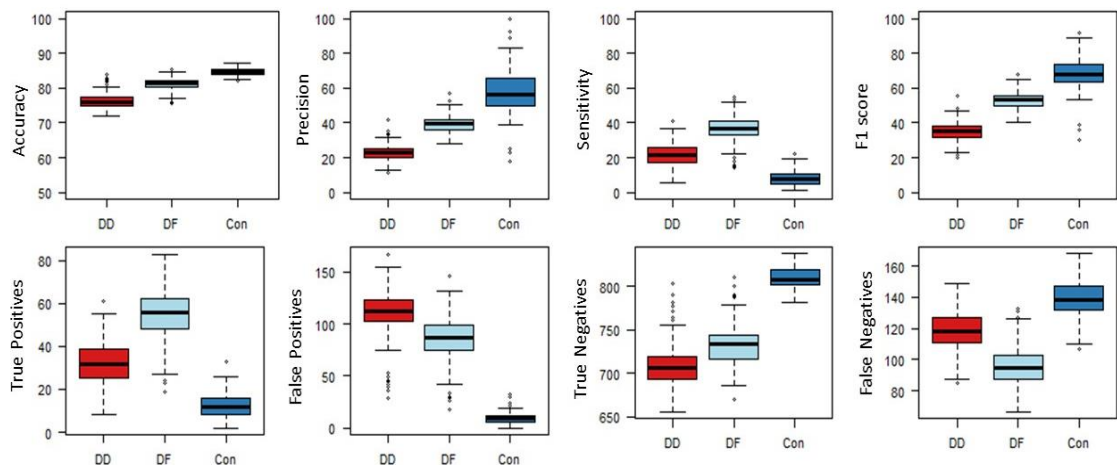 Accuracy
100
90
80
70
60
50
DD DF Con
Precision
100
80
60
40
20
0
DD DF Con
Sensitivity
100
80
60
40
20
0
DD DF Con
F1 score
100
80
60
40
20
0
DD DF Con
True Positives
80
60
40
20
0
DD DF Con
False Positives
150
100
50
0
DD DF Con
True Negatives
800
750
700
650
DD DF Con
False Negatives
160
140
120
100
80
DD DF Con